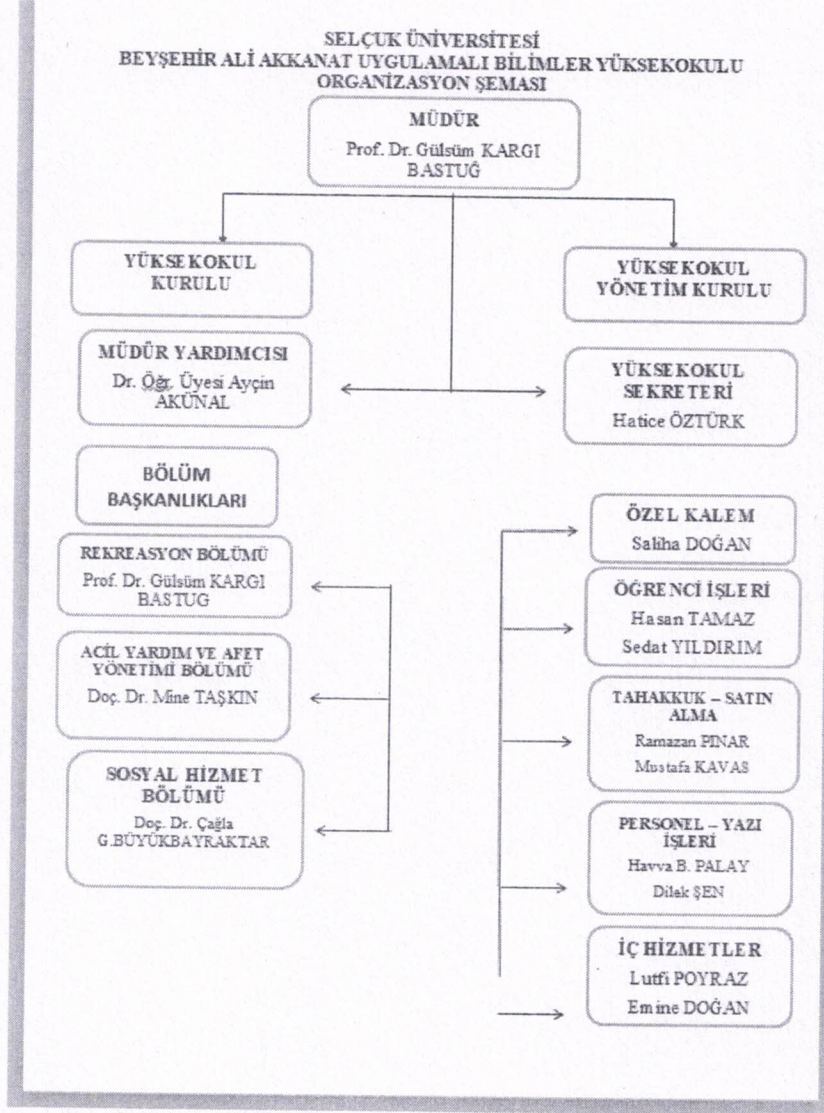 SELÇUK ÜNİVERSİTESİ
BEYŞEHİR ALİ AKKANAT UYGULAMALI BİLİMLER YÜKSEKOKULU
ORGANİZASYON ŞEMASI
MÜDÜR
Prof. Dr. Gülsüm KARGI
BASTUĞ
YÜKSEKOKUL
KURULU
YÜKSEKOKUL
YÖNETİM KURULU
MÜDÜR YARDIMCISI
Dr. Öğr. Üyesi Ayçin
AKÜNAL
YÜKSEKOKUL
SEKRETERİ
Hatice ÖZTÜRK
BÖLÜM
BAŞKANLIKLARI
REKREASYON BÖLÜMÜ
Prof. Dr. Gülsüm KARGI
BASTUG
ACİL YARDIM VE AFET
YÖNETİMİ BÖLÜMÜ
Doç. Dr. Mine TAŞKIN
SOSYAL HİZMET
BÖLÜMÜ
Doç. Dr. Çağla
G.BÜYÜKBAYRAKTAR
ÖZEL KALEM
Saliha DOĞAN
ÖĞRENCİ İŞLERİ
Hasan TAMAZ
Sedat YILDIRIM
TAHAKKUK – SATIN
ALMA
Ramazan PINAR
Mustafa KAVAS
PERSONEL – YAZI
İŞLERİ
Havva B. PALAY
Dilek ŞEN
İÇ HİZMETLER
Lutfi POYRAZ
Emine DOĞAN